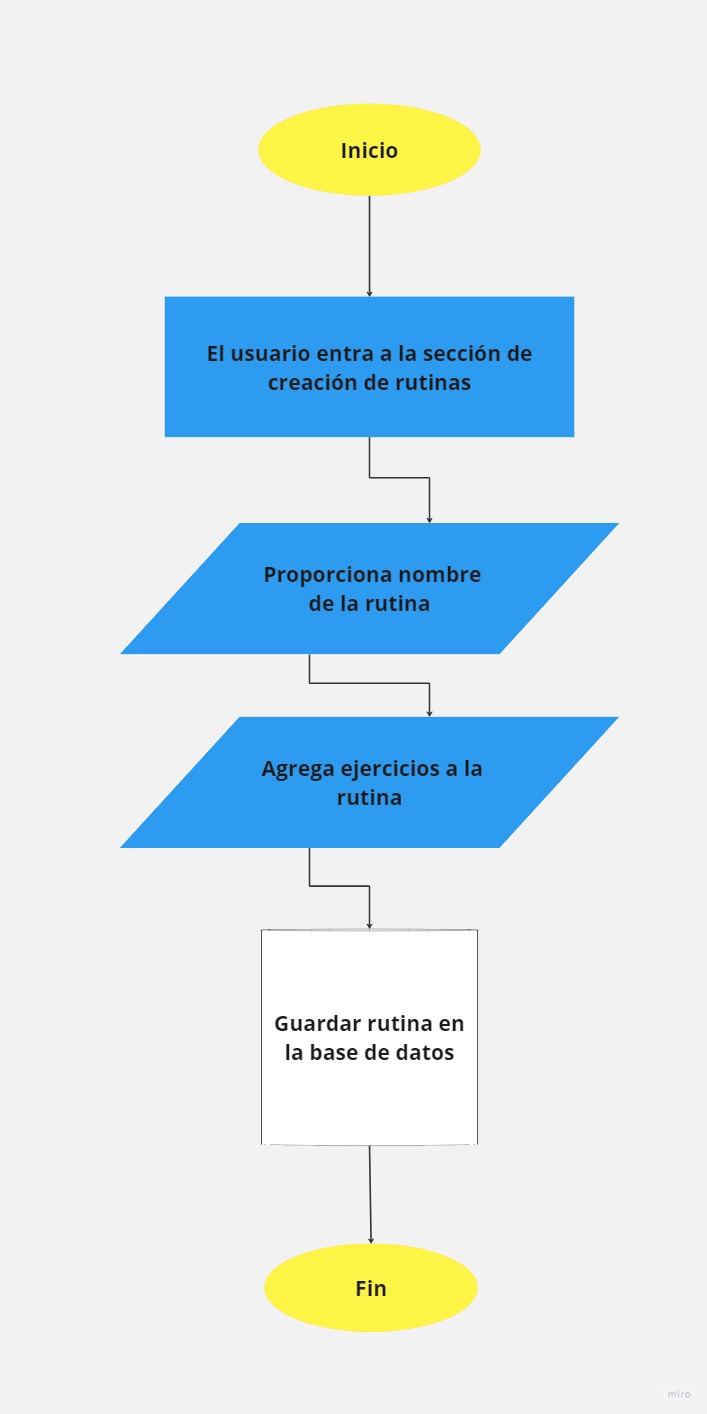 Inicio
El usuario entra a la sección de
creación de rutinas
Proporciona nombre
de la rutina
Agrega ejercicios a la
rutina
Guardar rutina en
la base de datos
Fin
miro